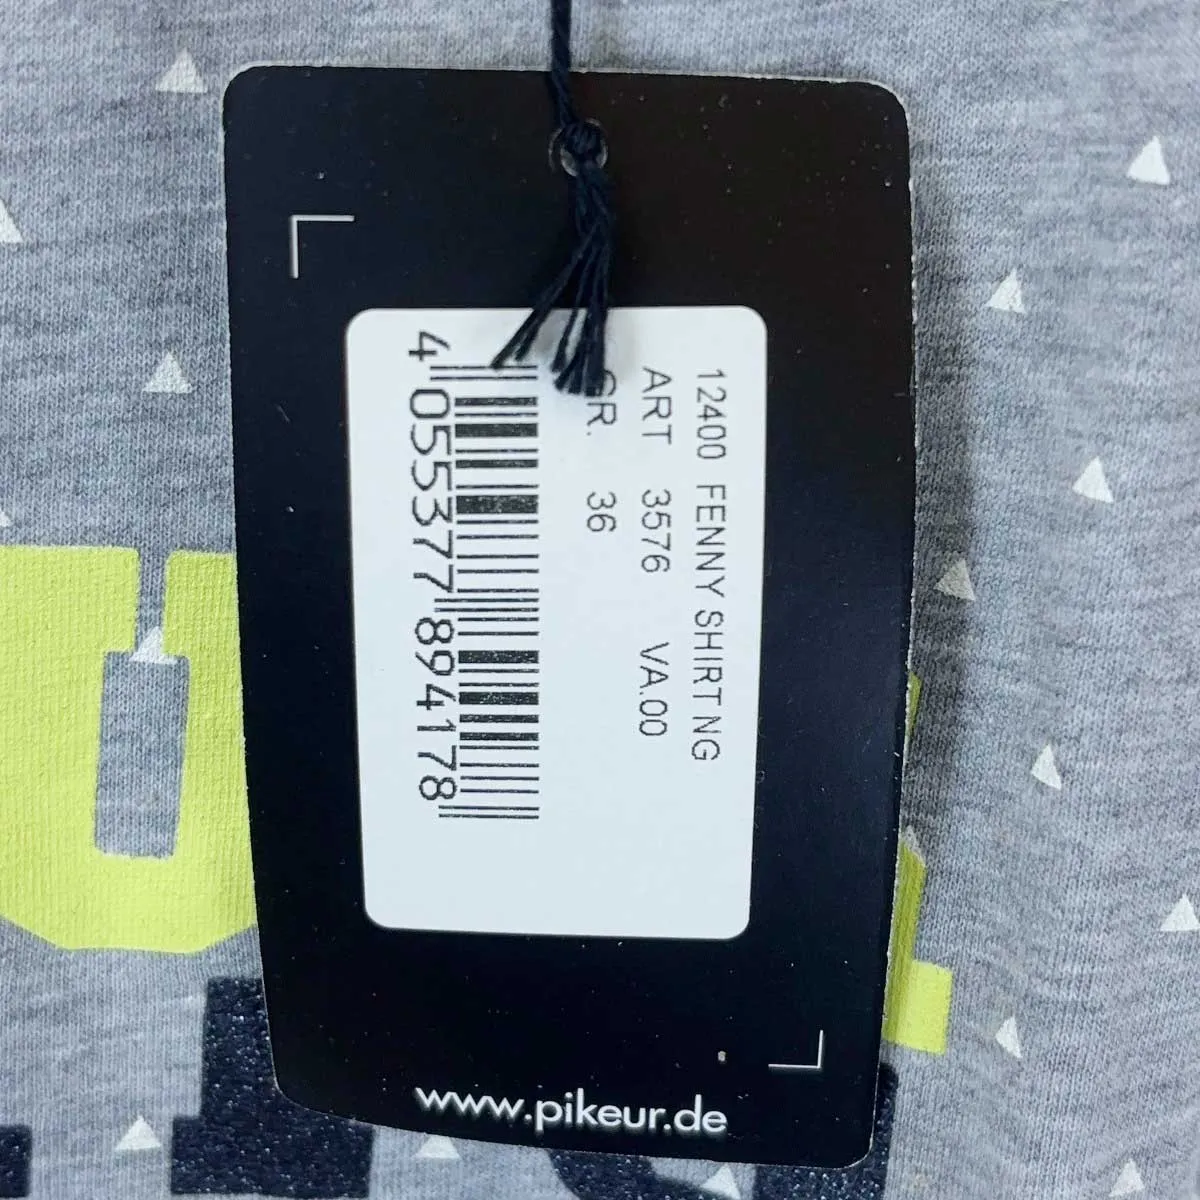 12400 FENNY SHIRT NG
ART 3576 VA.00
GR. 36
4 055377 894178
www.pikeur.de